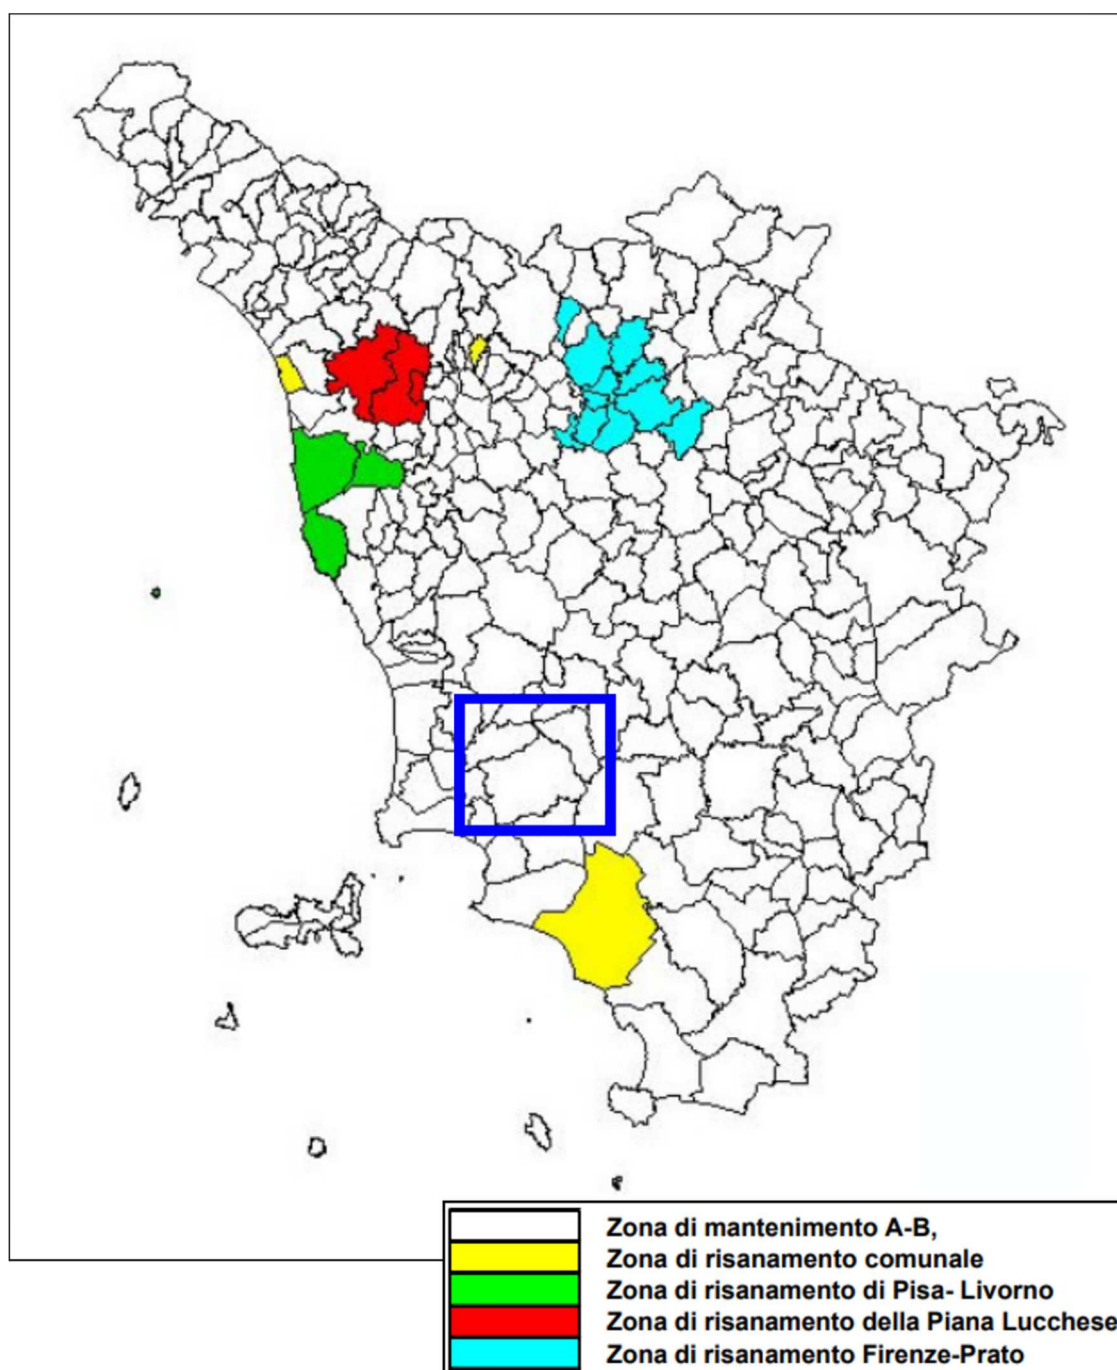 Zona di mantenimento A-B,
Zona di risanamento comunale
Zona di risanamento di Pisa- Livorno
Zona di risanamento della Piana Lucchese
Zona di risanamento Firenze-Prato